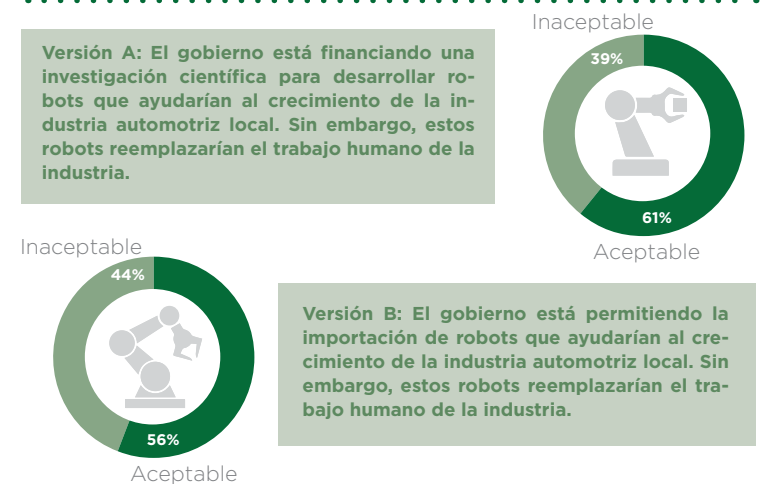 Inaceptable
39%
Versión A: El gobierno está financiando una
investigación científica para desarrollar ro-
bots que ayudarían al crecimiento de la in-
dustria automotriz local. Sin embargo, estos
robots reemplazarían el trabajo humano de la
industria.
61%
Aceptable
Inaceptable
44%
56%
Aceptable
Versión B: El gobierno está permitiendo la
importación de robots que ayudarían al cre-
cimiento de la industria automotriz local. Sin
embargo, estos robots reemplazarían el tra-
bajo humano de la industria.